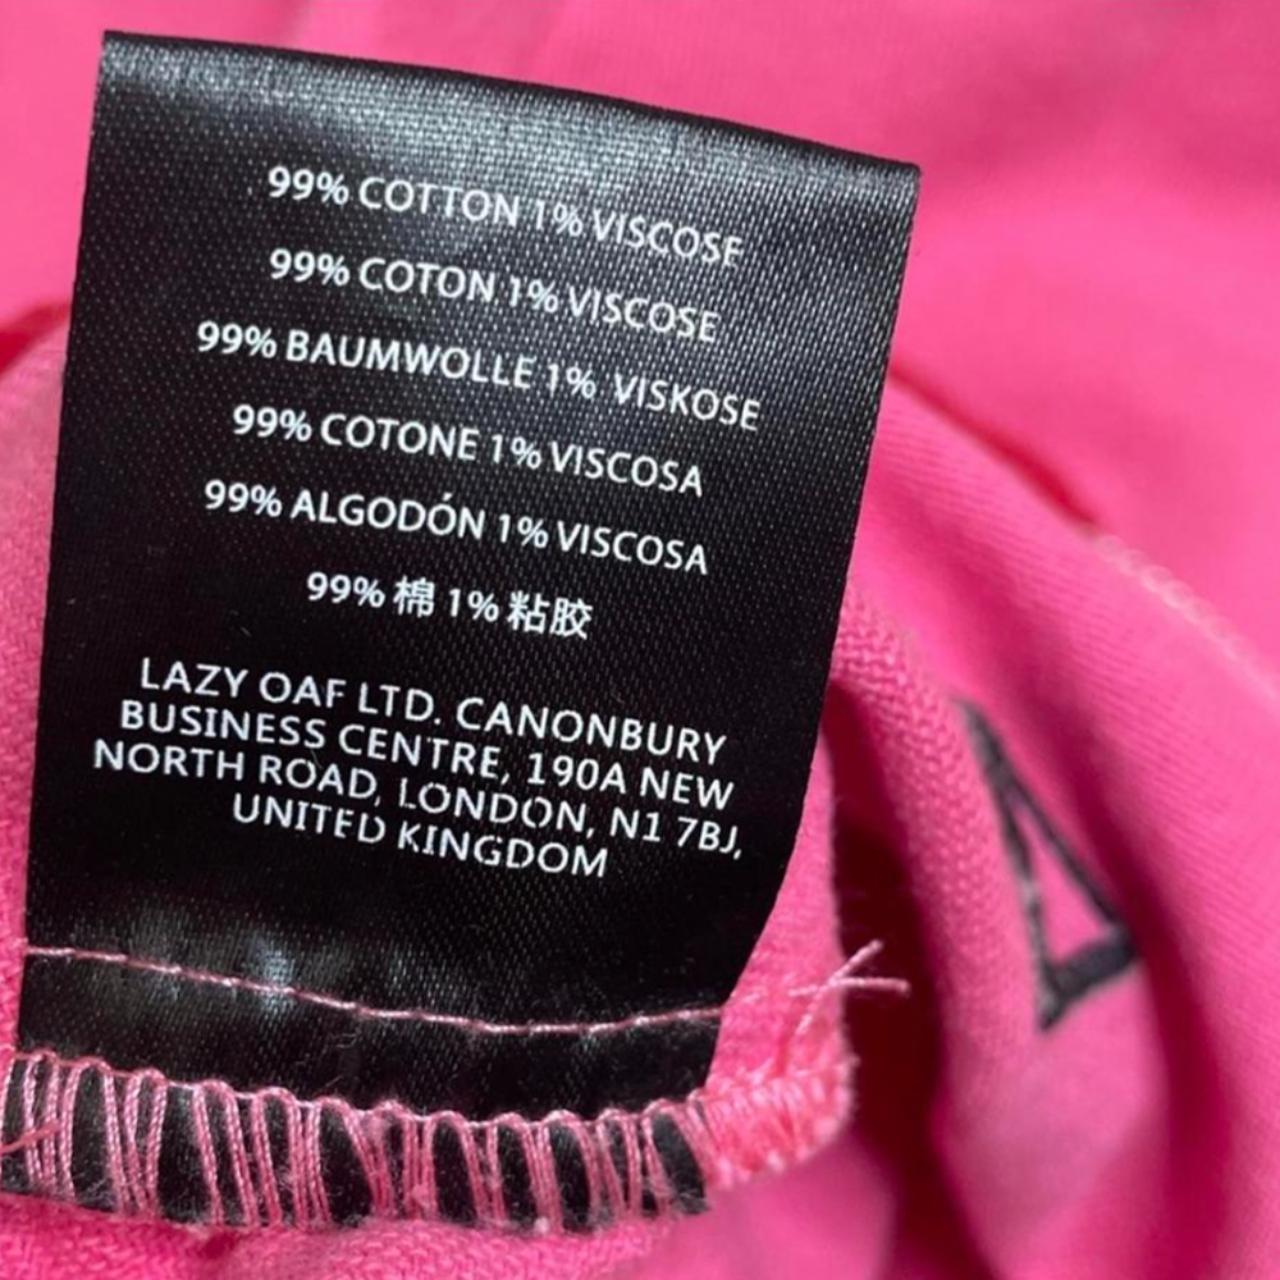 99% COTTON 1% VISCOSE
99% COTON 1% VISCOSE
99% BAUMWOLLE 1% VISKOSE
99% COTONE 1% VISCOSA
99% ALGODÓN 1% VISCOSA
99% 棉 1% 粘胶
LAZY OAF LTD. CANONBURY
BUSINESS CENTRE, 190A NEW
NORTH ROAD, LONDON, N1 7BJ,
UNITED KINGDOM